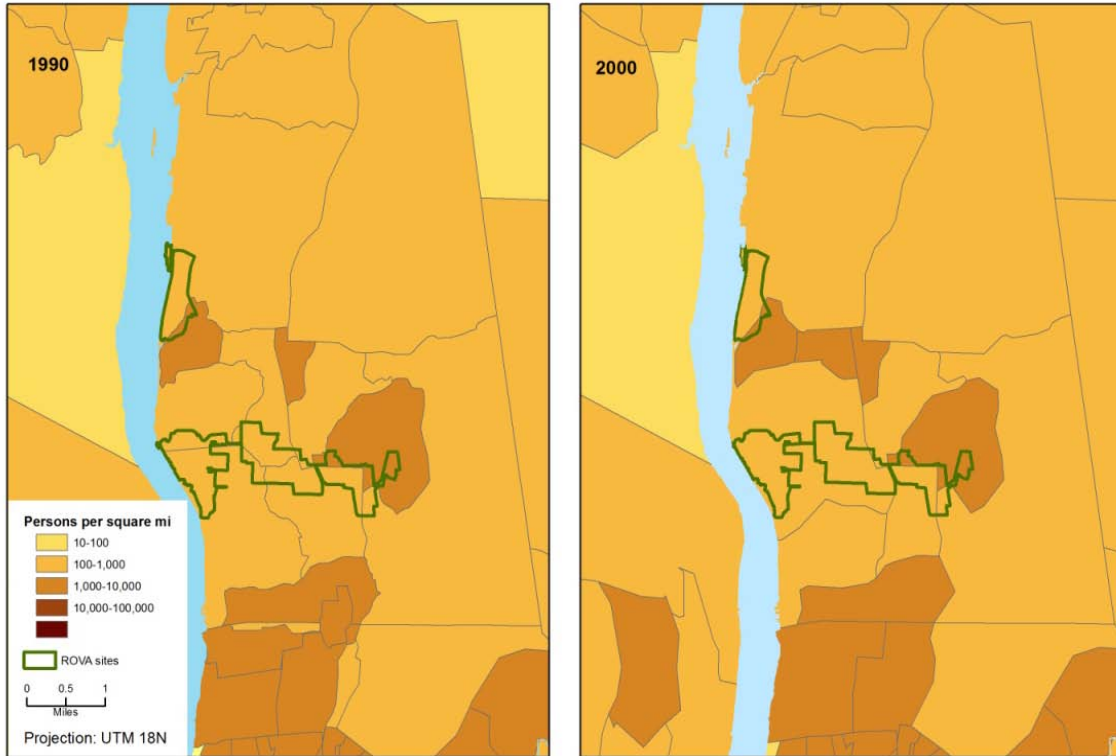 1990
2000
Persons per square mi
10-100
100-1,000
1,000-10,000
10,000-100,000
ROVA sites
0 0.5 1
Miles
Projection: UTM 18N